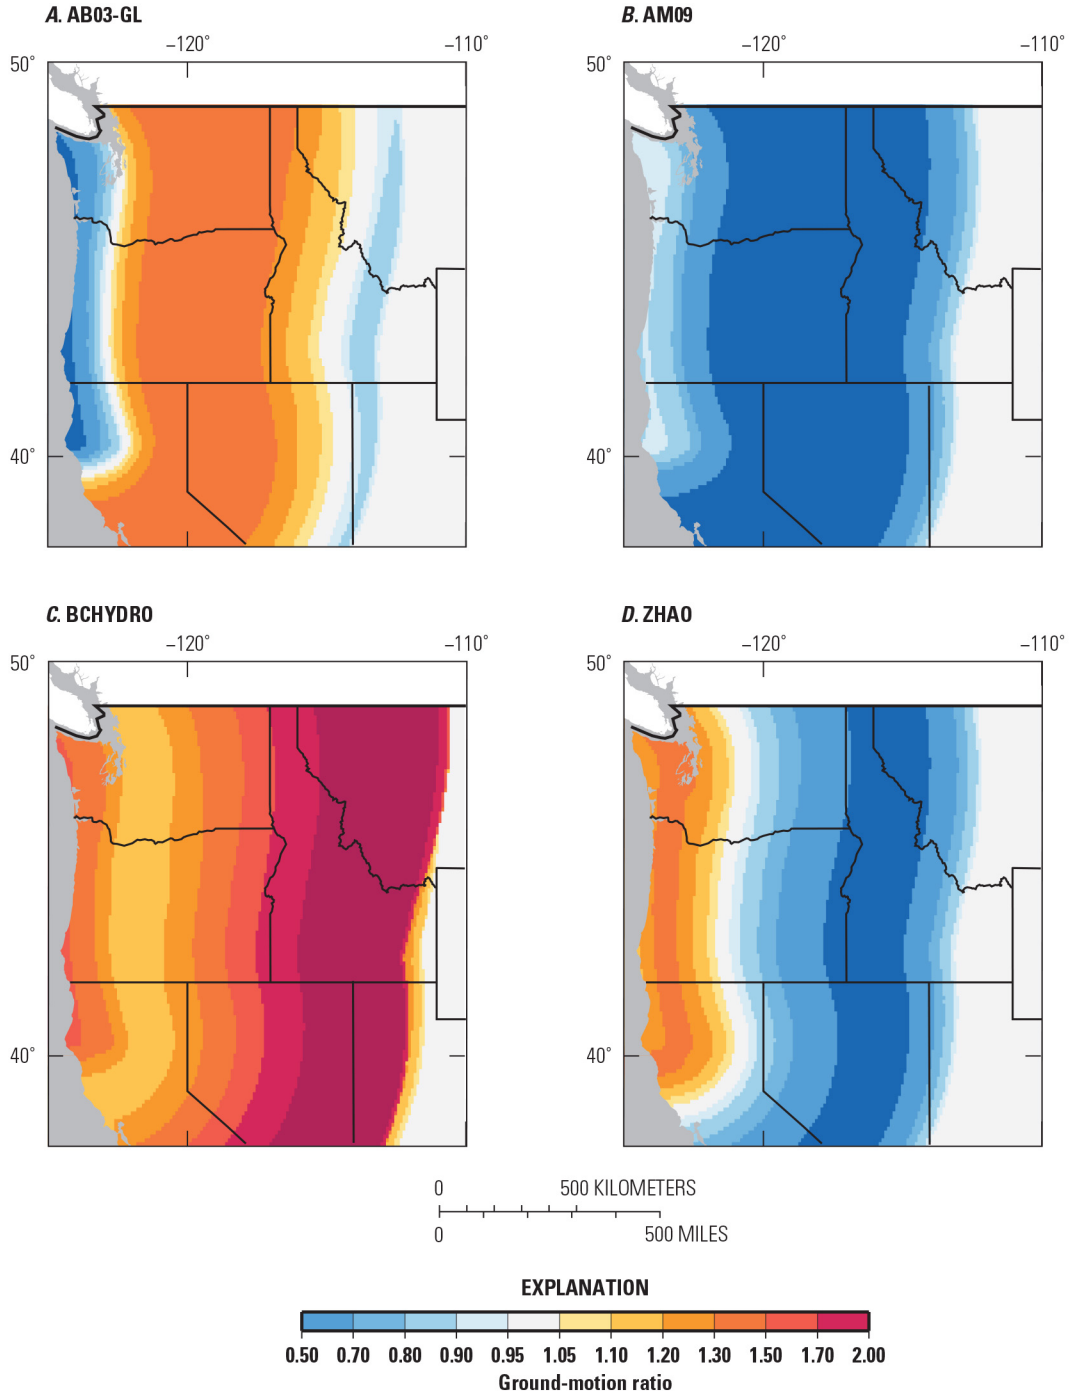 A. AB03-GL
B. AM09
−120°
−110°
−120°
−110°
50°
50°
40°
40°
C. BCHYDRO
D. ZHAO
−120°
−110°
−120°
−110°
50°
50°
40°
40°
0
500 KILOMETERS
0
500 MILES
EXPLANATION
0.50 0.70 0.80 0.90 0.95 1.05 1.10 1.20 1.30 1.50 1.70 2.00
Ground-motion ratio